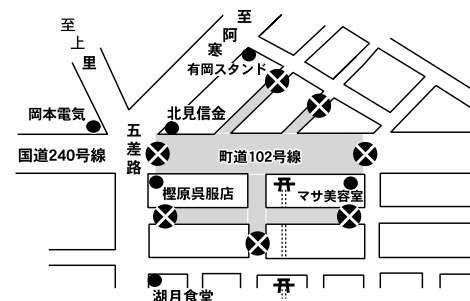 至阿寒
至上里
有岡スタンド
岡本電気
北見信金
五差路
国道240号線
町道102号線
樫原呉服店
マサ美容室
湖月食堂